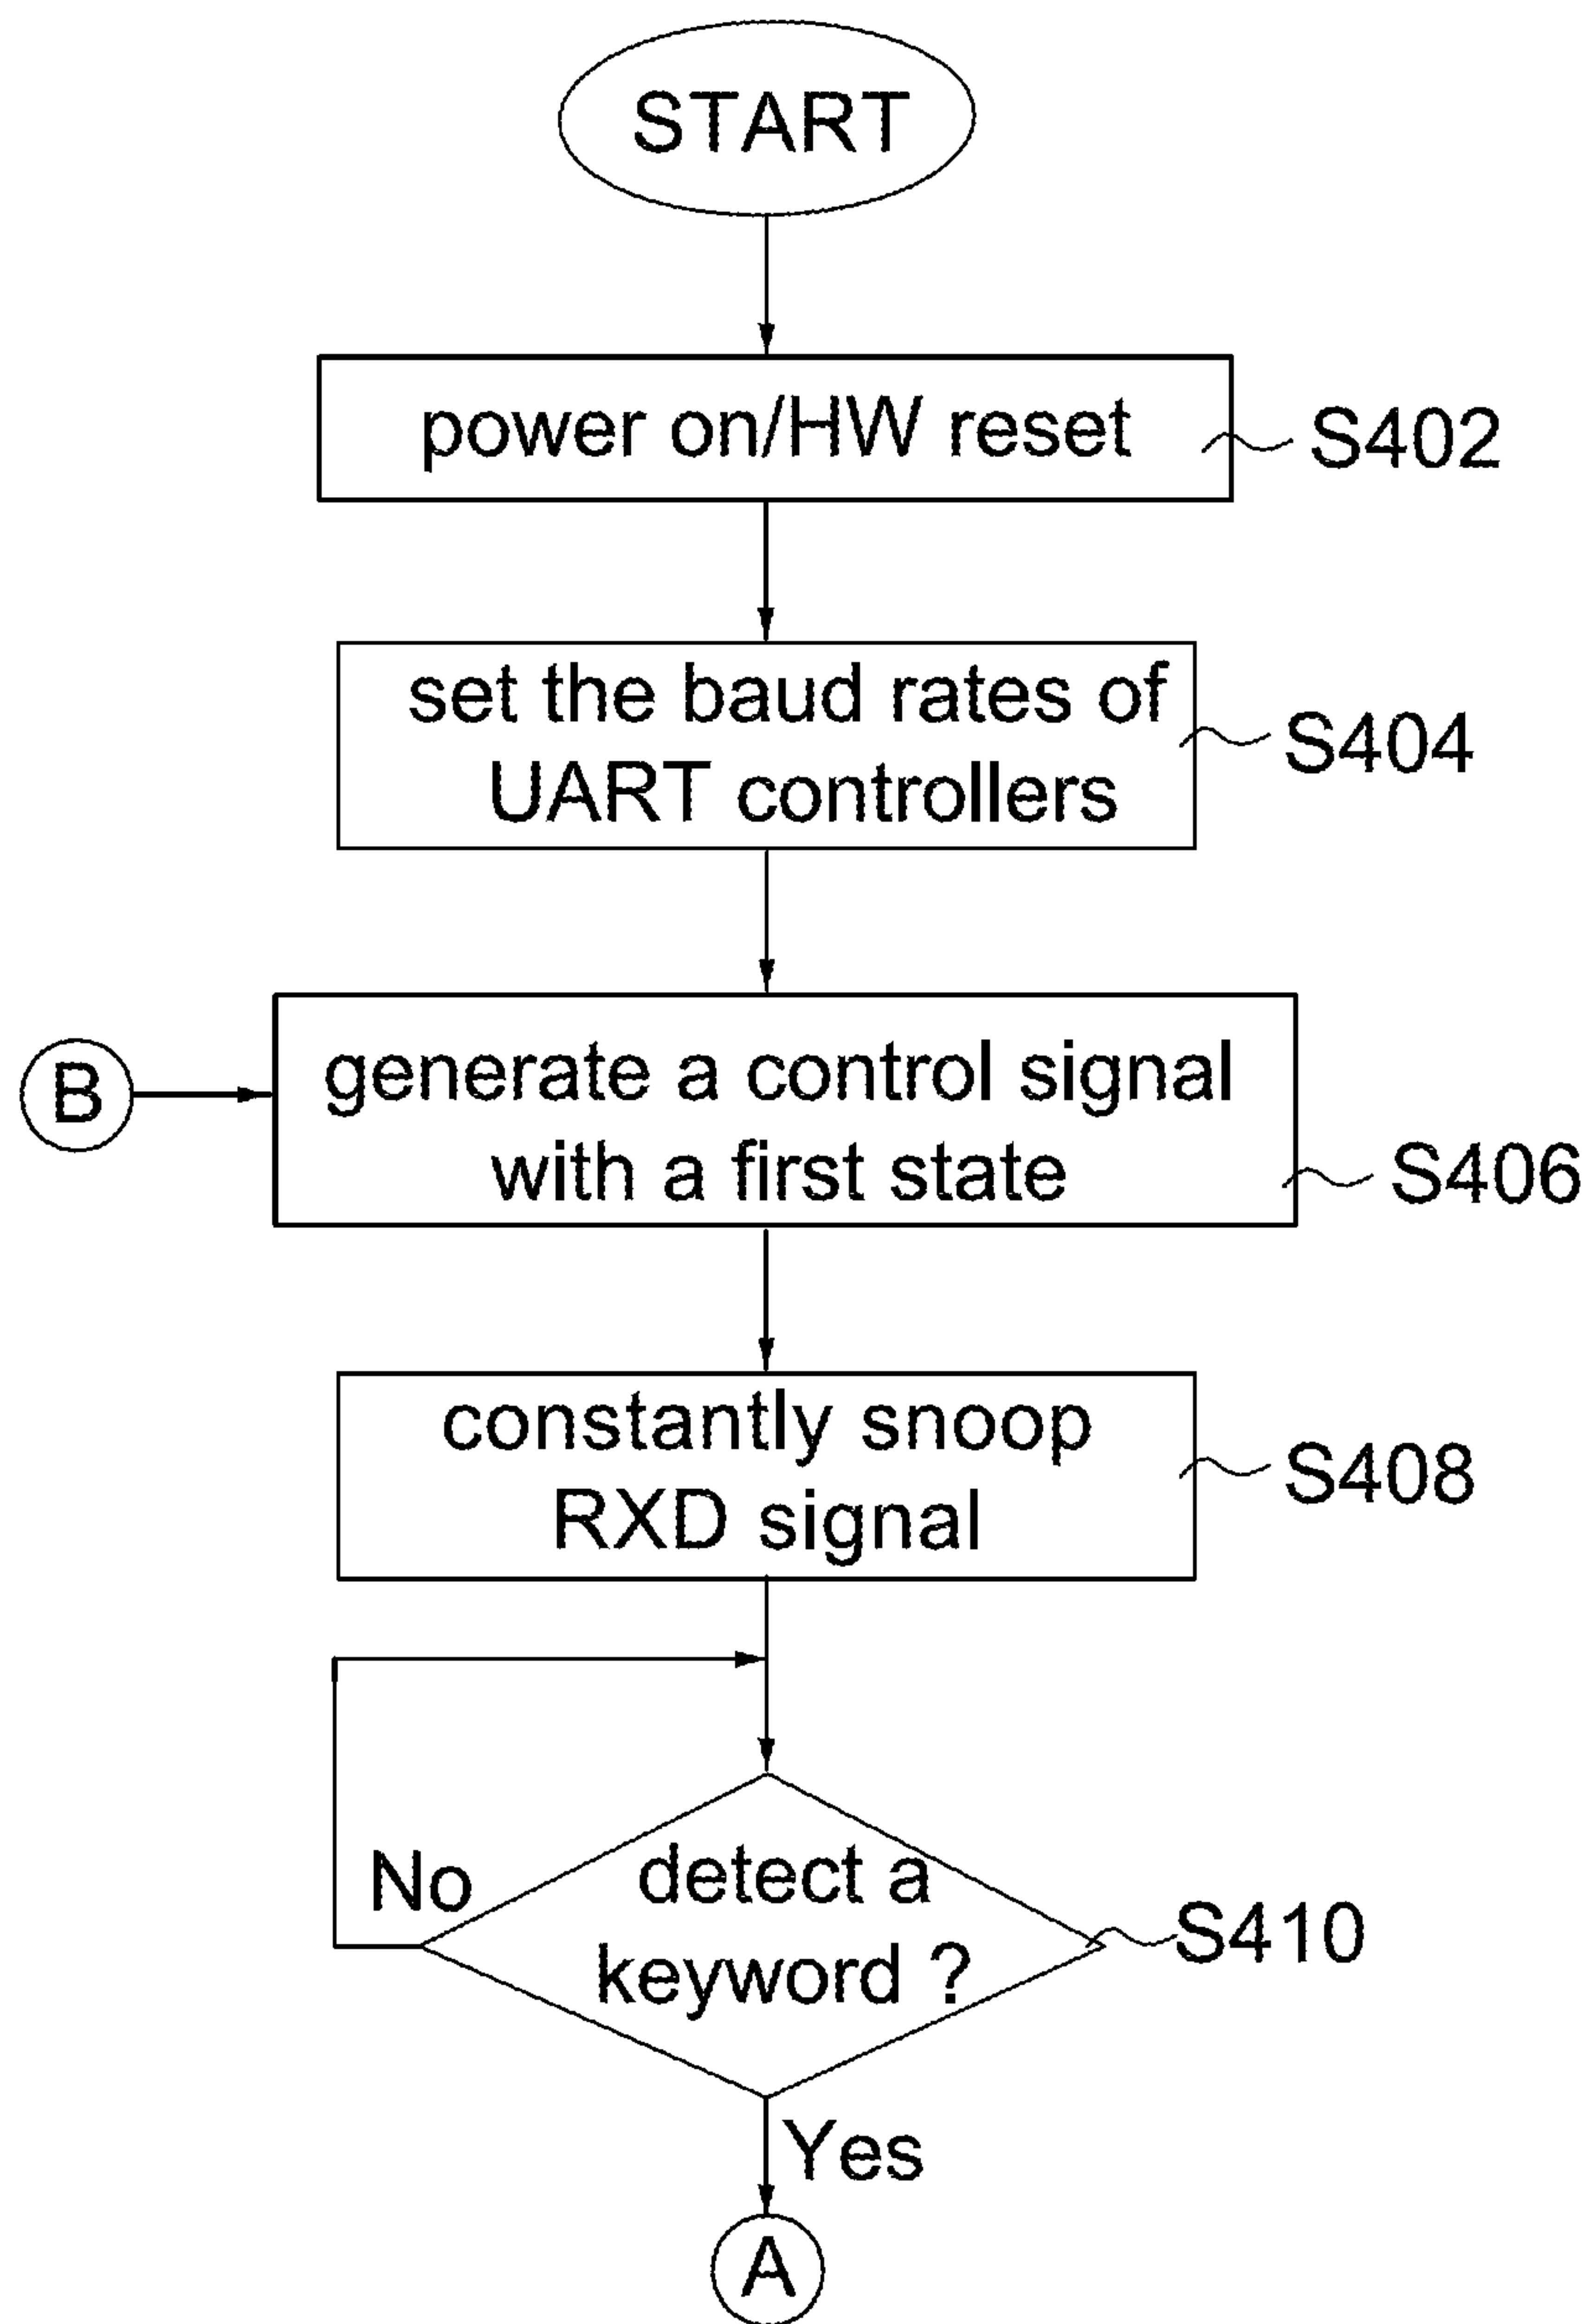 START
power on/HW reset
S402
set the baud rates of
UART controllers
S404
B
generate a control signal
with a first state
S406
constantly snoop
RXD signal
S408
No
detect a
keyword ?
S410
Yes
A